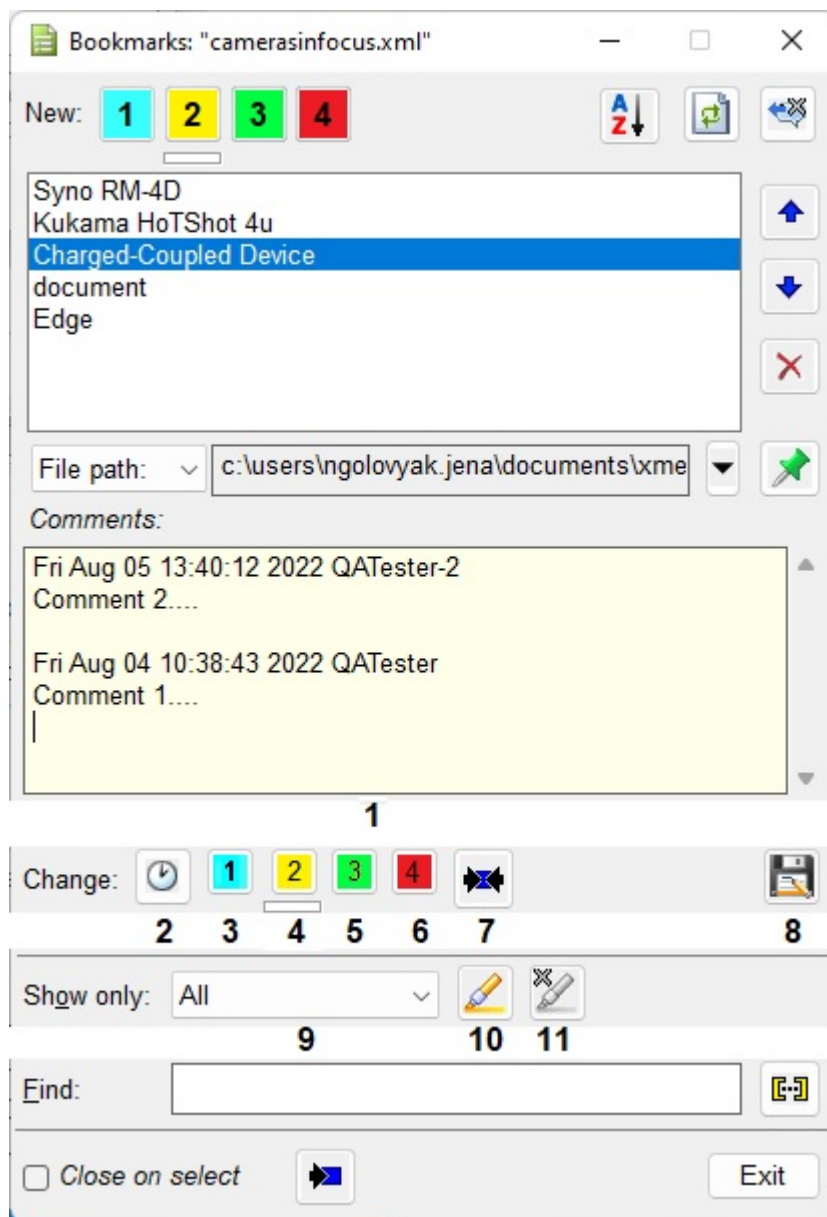 Bookmarks: "camerasinfocus.xml"
New: 1 2 3 4 A Z
Syno RM-4D
Kukama HoTShot 4u
Charged-Coupled Device
document
Edge
File path: c:\users\ngolovyak.jena\documents\xme
Comments:
Fri Aug 05 13:40:12 2022 QATester-2
Comment 2....
Fri Aug 04 10:38:43 2022 QATester
Comment 1....
1
Change: 1 2 3 4
2 3 4 5 6 7 8
Show only: All
9 10 11
Find:
Close on select Exit